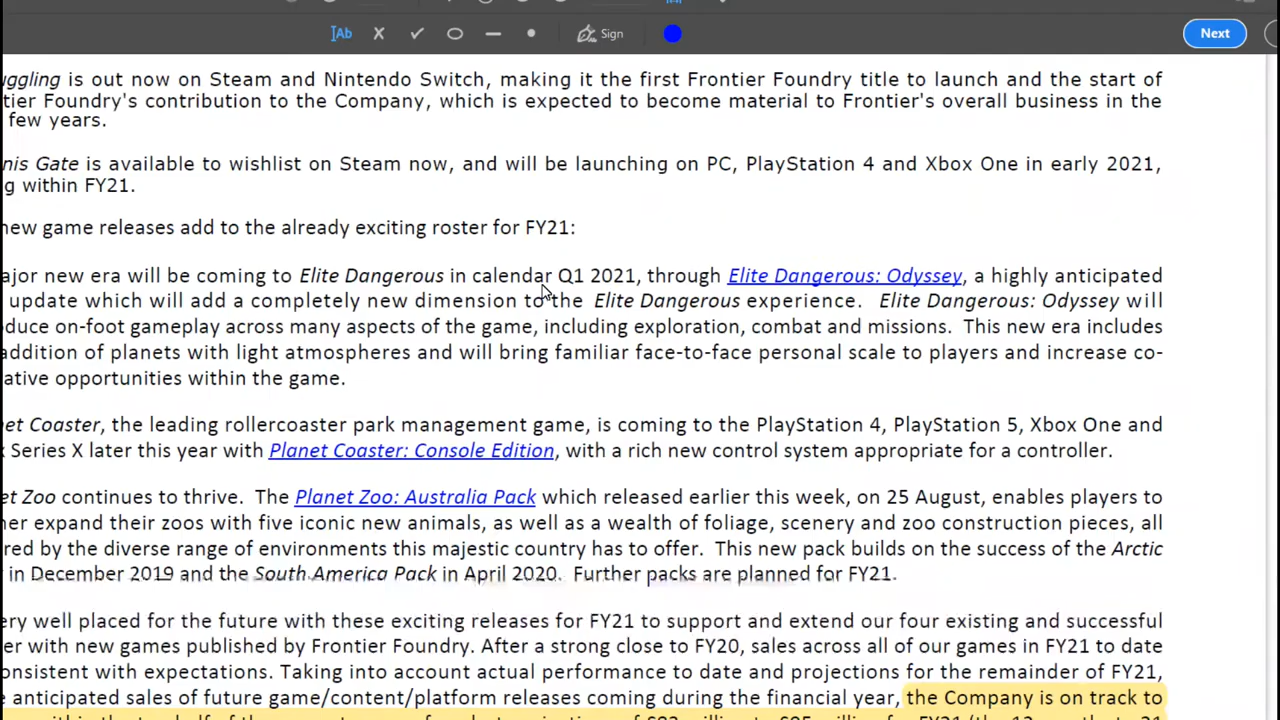 Ab Sign Next
uggling is out now on Steam and Nintendo Switch, making it the first Frontier Foundry title to launch and the start of
tier Foundry's contribution to the Company, which is expected to become material to Frontier's overall business in the
few years.
nis Gate is available to wishlist on Steam now, and will be launching on PC, PlayStation 4 and Xbox One in early 2021,
g within FY21.
new game releases add to the already exciting roster for FY21:
ajor new era will be coming to Elite Dangerous in calendar Q1 2021, through Elite Dangerous: Odyssey, a highly anticipated
update which will add a completely new dimension to the Elite Dangerous experience. Elite Dangerous: Odyssey will
oduce on-foot gameplay across many aspects of the game, including exploration, combat and missions. This new era includes
addition of planets with light atmospheres and will bring familiar face-to-face personal scale to players and increase co-
ative opportunities within the game.
et Coaster, the leading rollercoaster park management game, is coming to the PlayStation 4, PlayStation 5, Xbox One and
Series X later this year with Planet Coaster: Console Edition, with a rich new control system appropriate for a controller.
et Zoo continues to thrive. The Planet Zoo: Australia Pack which released earlier this week, on 25 August, enables players to
her expand their zoos with five iconic new animals, as well as a wealth of foliage, scenery and zoo construction pieces, all
red by the diverse range of environments this majestic country has to offer. This new pack builds on the success of the Arctic
in December 2019 and the South America Pack in April 2020. Further packs are planned for FY21.
ery well placed for the future with these exciting releases for FY21 to support and extend our four existing and successful
er with new games published by Frontier Foundry. After a strong close to FY20, sales across all of our games in FY21 to date
onsistent with expectations. Taking into account actual performance to date and projections for the remainder of FY21,
anticipated sales of future game/content/platform releases coming during the financial year, the Company is on track to